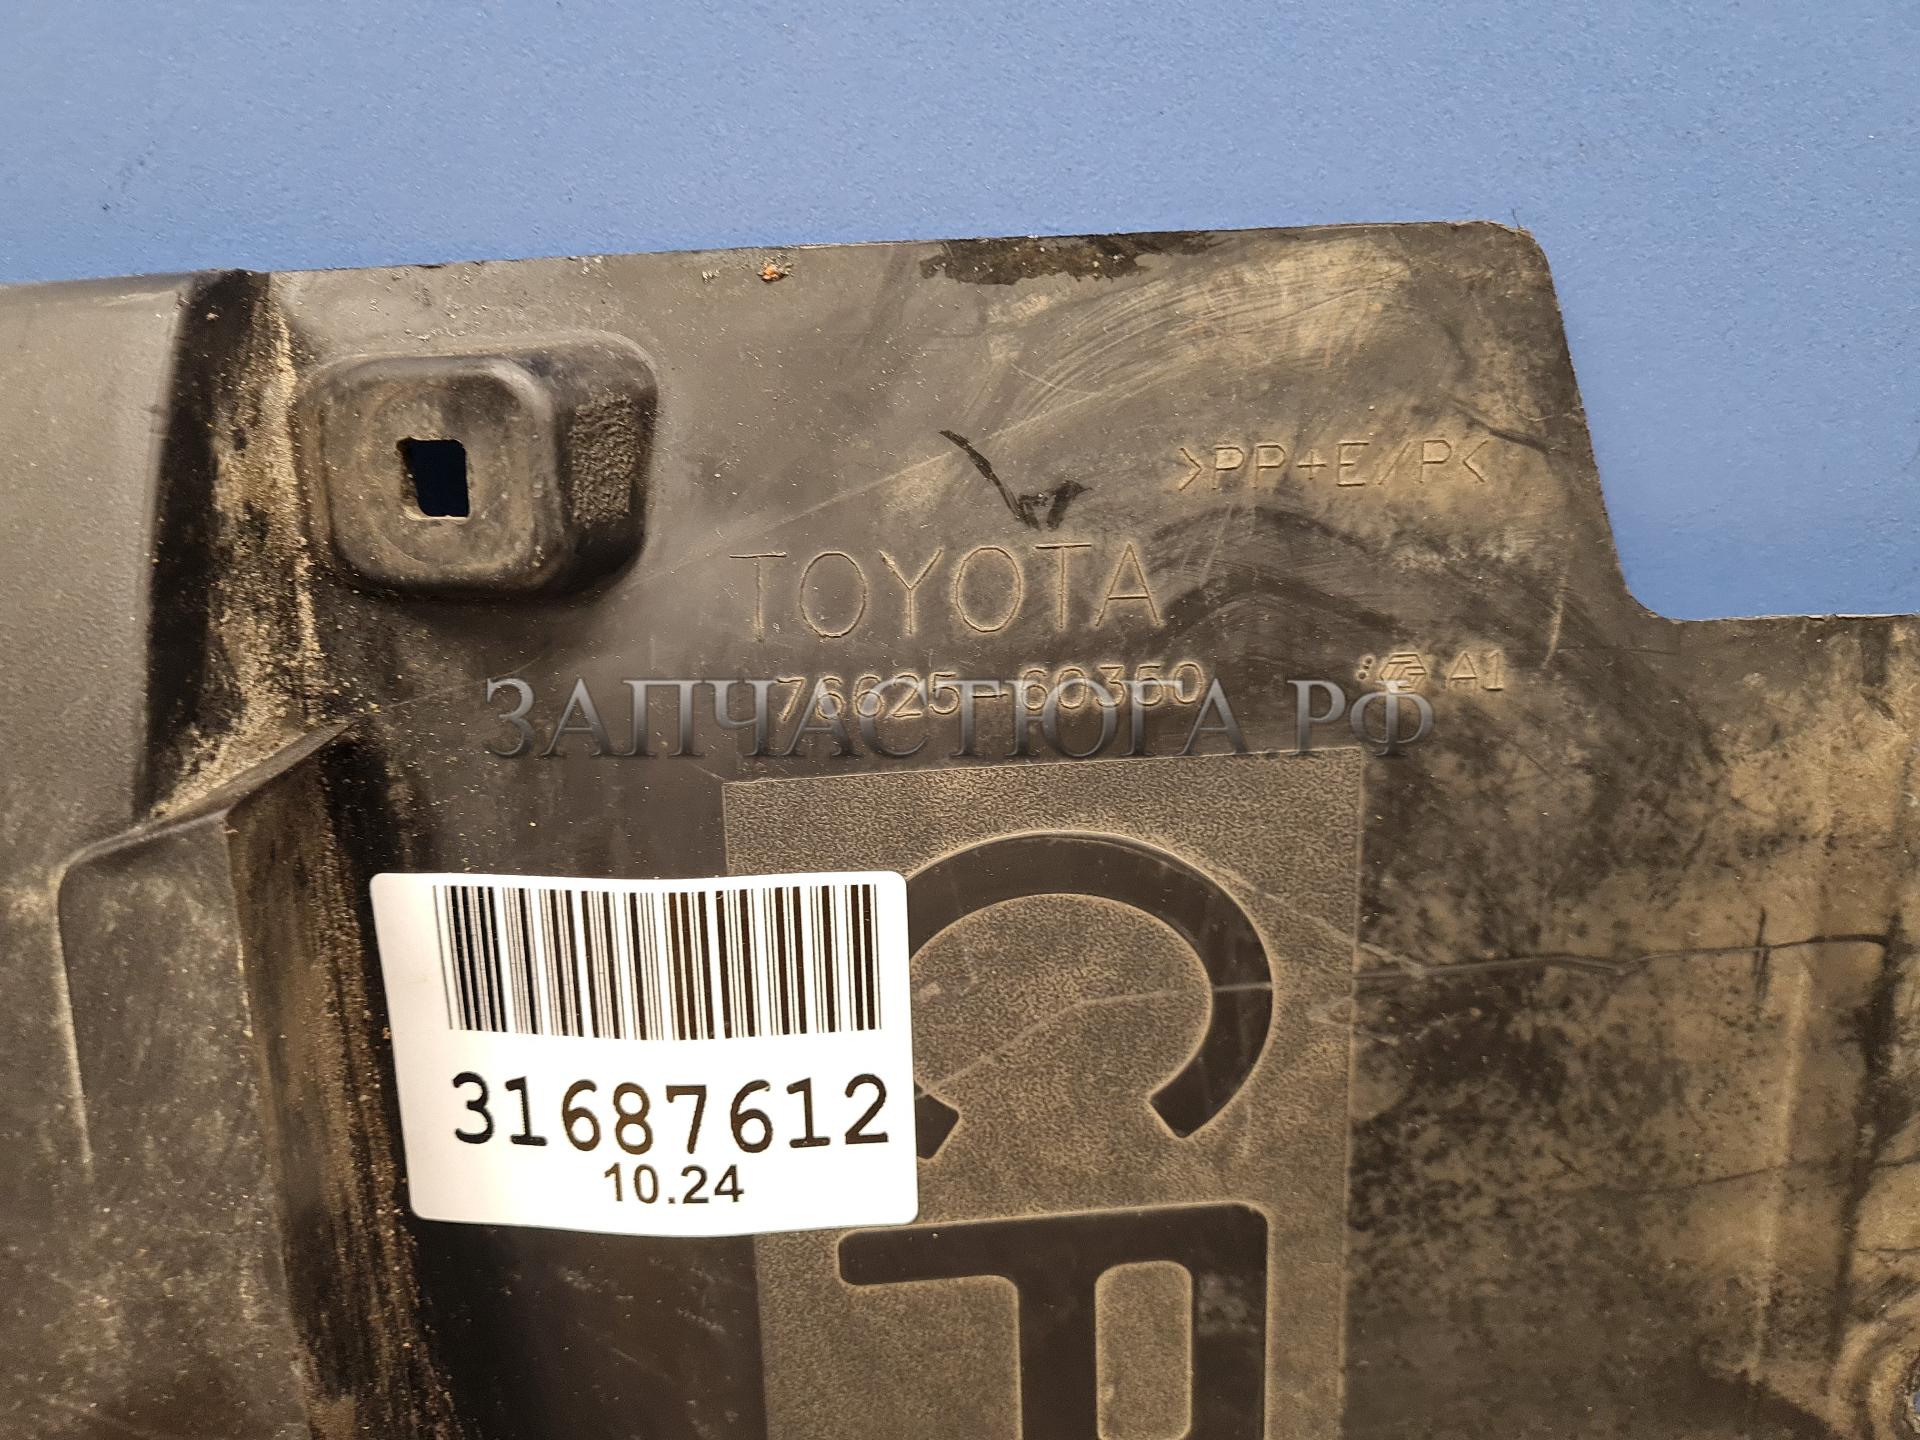 >PP+E/P<
TOYOTA
76625-60350
A1
ЗАПЧАСТЮГА.РФ
31687612
10.24